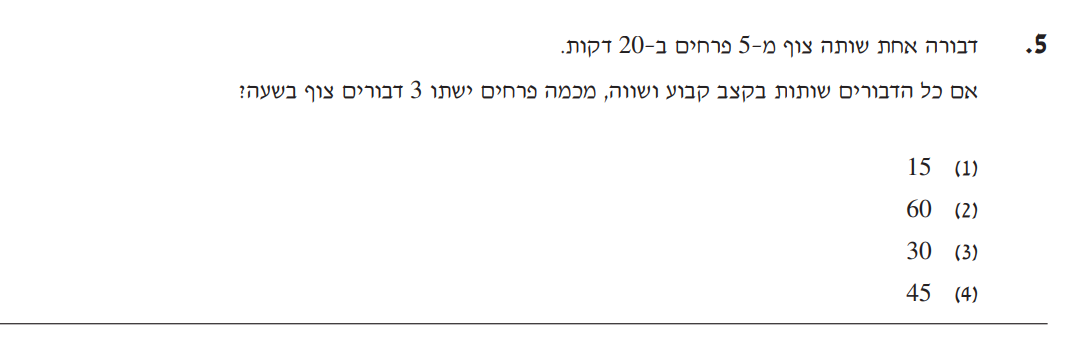 5. דבורה אחת שותה צוף מ-5 פרחים ב-20 דקות.
אם כל הדבורים שותות בקצב קבוע ושווה, מכמה פרחים ישתו 3 דבורים צוף בשעה?
(1) 15
(2) 60
(3) 30
(4) 45